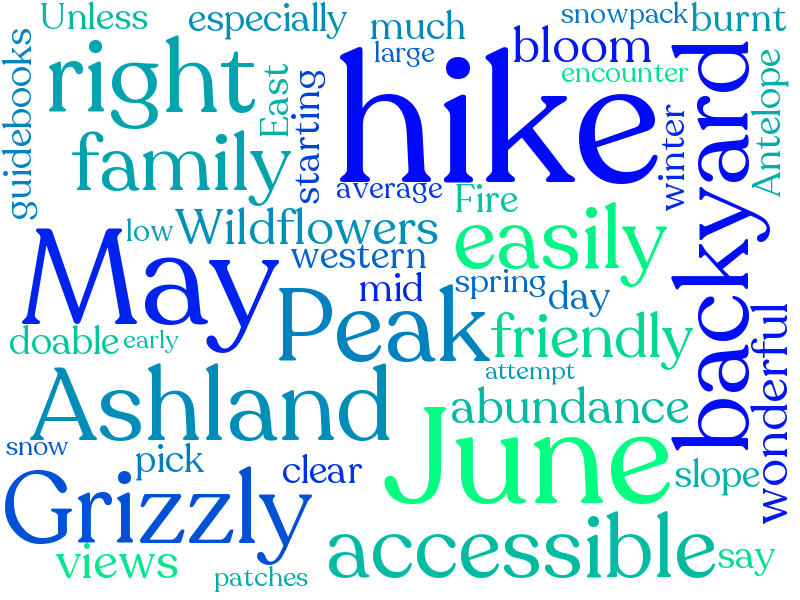 Unless
especially
much
snowpack
burnt
large
bloom
encounter
right
hike
guidebooks
East
starting
backyard
Antelope
winter
family
average
Fire
low
Wildflowers
easily
May
western
mid
spring
day
Peak
friendly
doable
early
attempt
wonderful
Ashland
abundance
June
snow
pick
clear
slope
Grizzly
accessible
say
views
patches